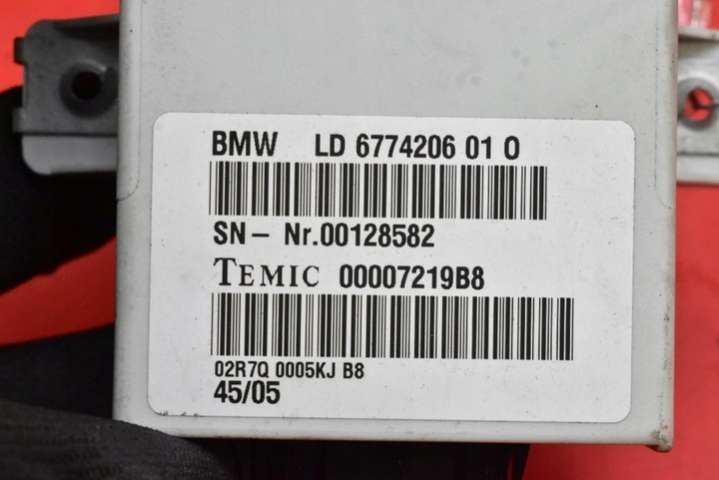 BMW LD 6774206 01 0
SN- Nr.00128582
TEMIC 00007219B8
02R7Q 0005KJ B8
45/05